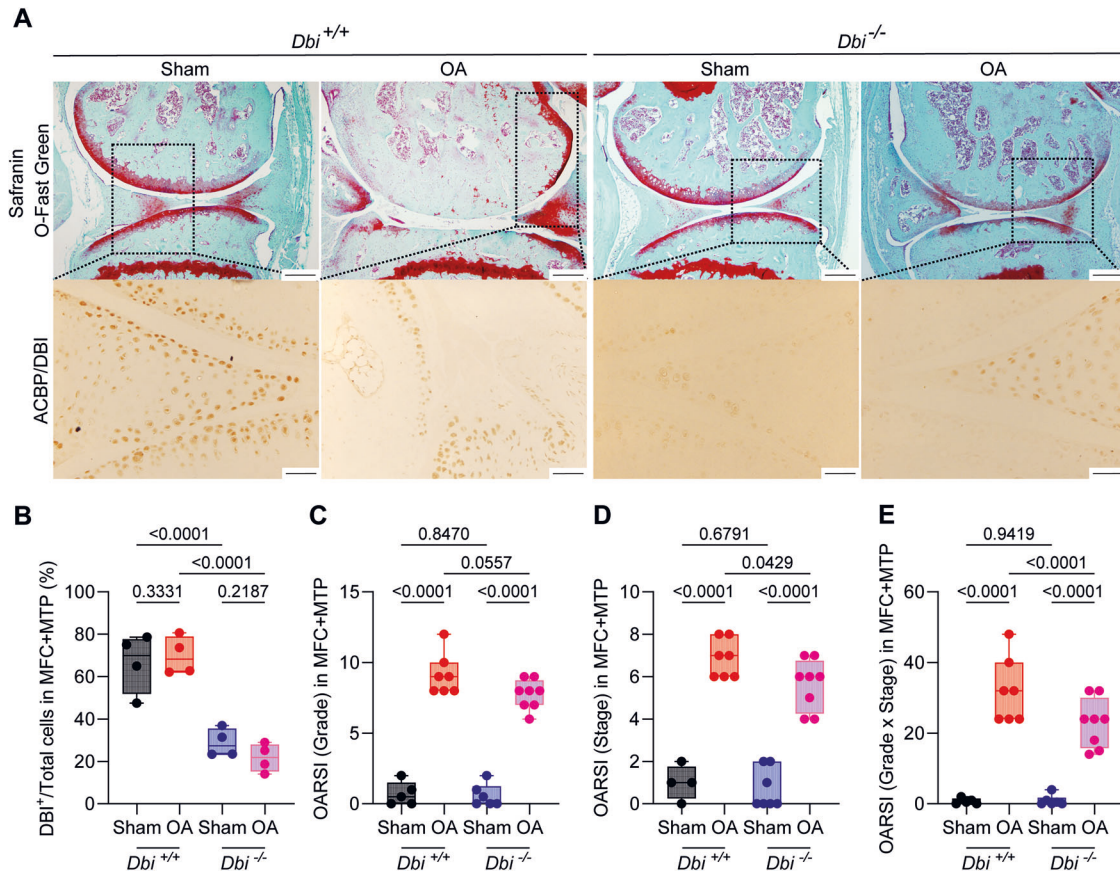 A
Dbi +/+
Dbi -/-
Sham
OA
Sham
OA
Safranin
O-Fast Green
ACBP/DBI
B
<0.0001
<0.0001
0.3331
0.2187
DBI+/Total cells in MFC+MTP (%)
100
80
60
40
20
0
Sham OA
Sham OA
Dbi +/+
Dbi -/-
C
0.8470
0.0557
<0.0001
<0.0001
OARSI (Grade) in MFC+MTP
15
10
5
0
Sham OA
Sham OA
Dbi +/+
Dbi -/-
D
0.6791
0.0429
<0.0001
<0.0001
OARSI (Stage) in MFC+MTP
10
8
6
4
2
0
Sham OA
Sham OA
Dbi +/+
Dbi -/-
E
0.9419
<0.0001
<0.0001
<0.0001
OARSI (Grade x Stage) in MFC+MTP
60
40
20
0
Sham OA
Sham OA
Dbi +/+
Dbi -/-